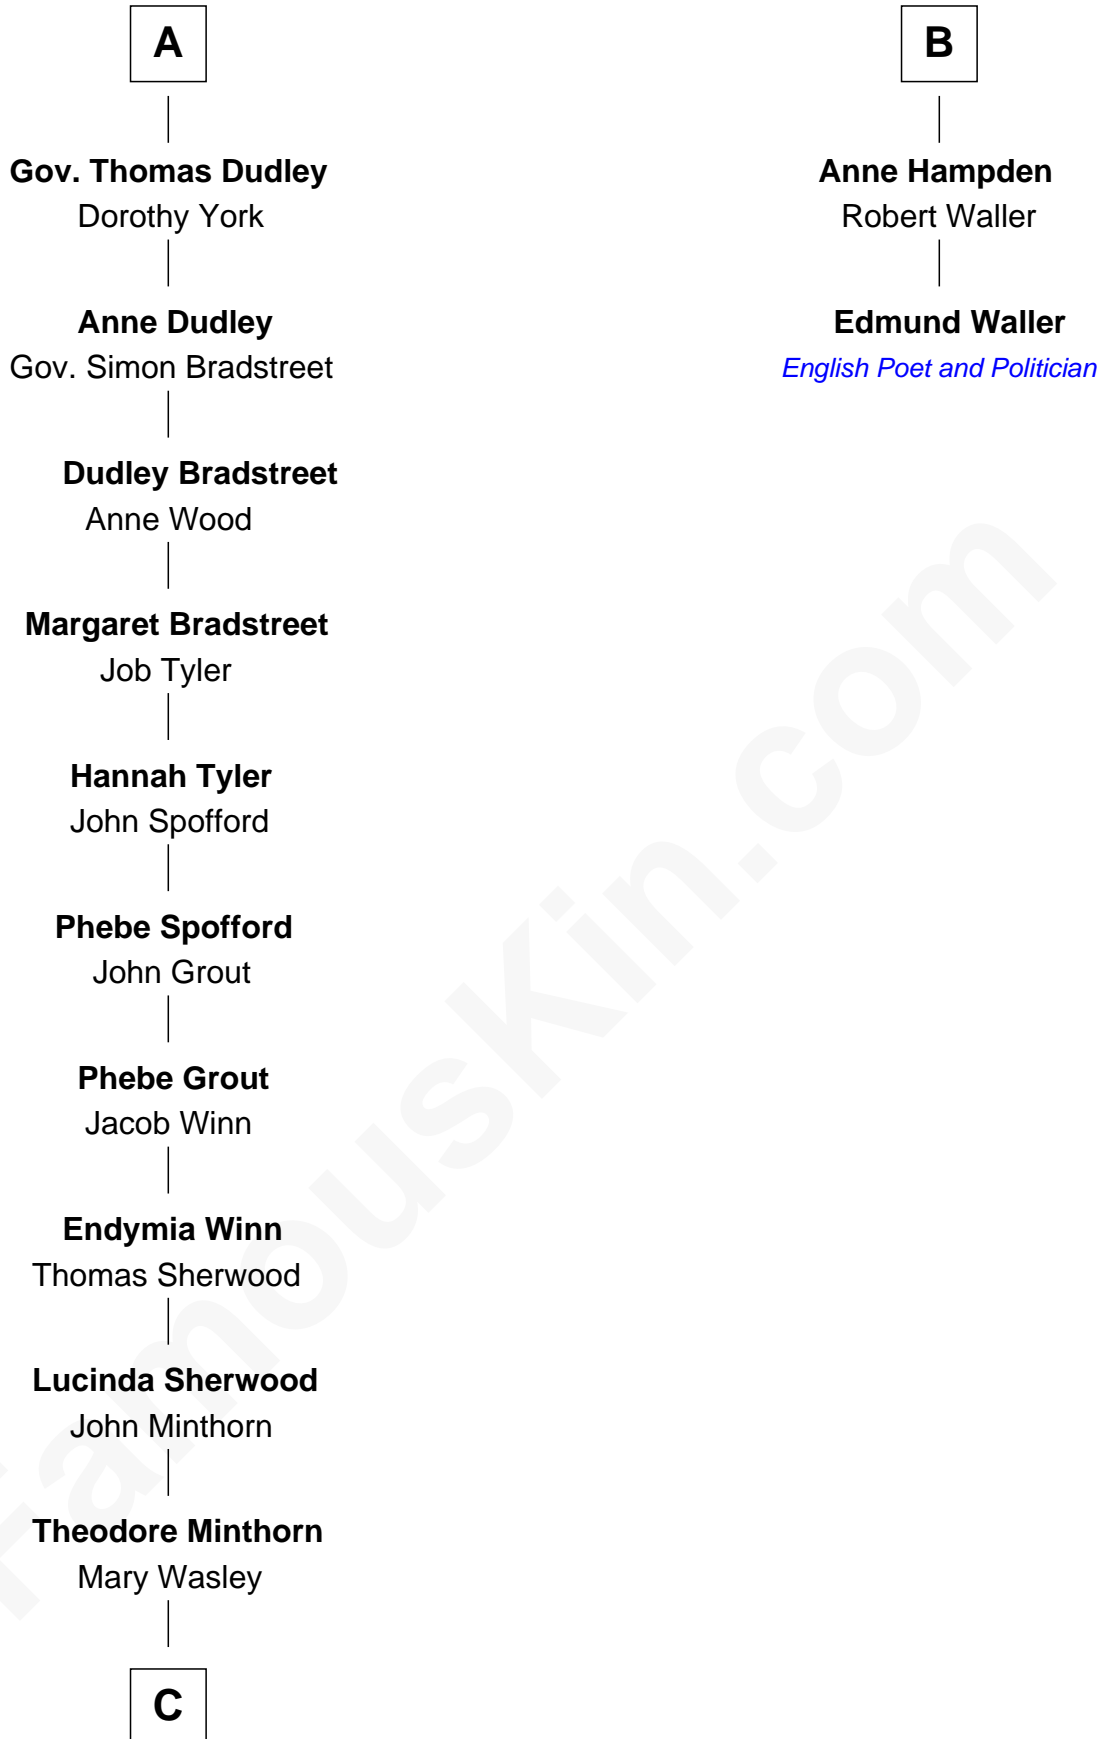 A
Gov. Thomas Dudley
Dorothy York
Anne Dudley
Gov. Simon Bradstreet
Dudley Bradstreet
Anne Wood
Margaret Bradstreet
Job Tyler
Hannah Tyler
John Spofford
Phebe Spofford
John Grout
Phebe Grout
Jacob Winn
Endymia Winn
Thomas Sherwood
Lucinda Sherwood
John Minthorn
Theodore Minthorn
Mary Wasley
C
B
Anne Hampden
Robert Waller
Edmund Waller
English Poet and Politician
FamousKin.com